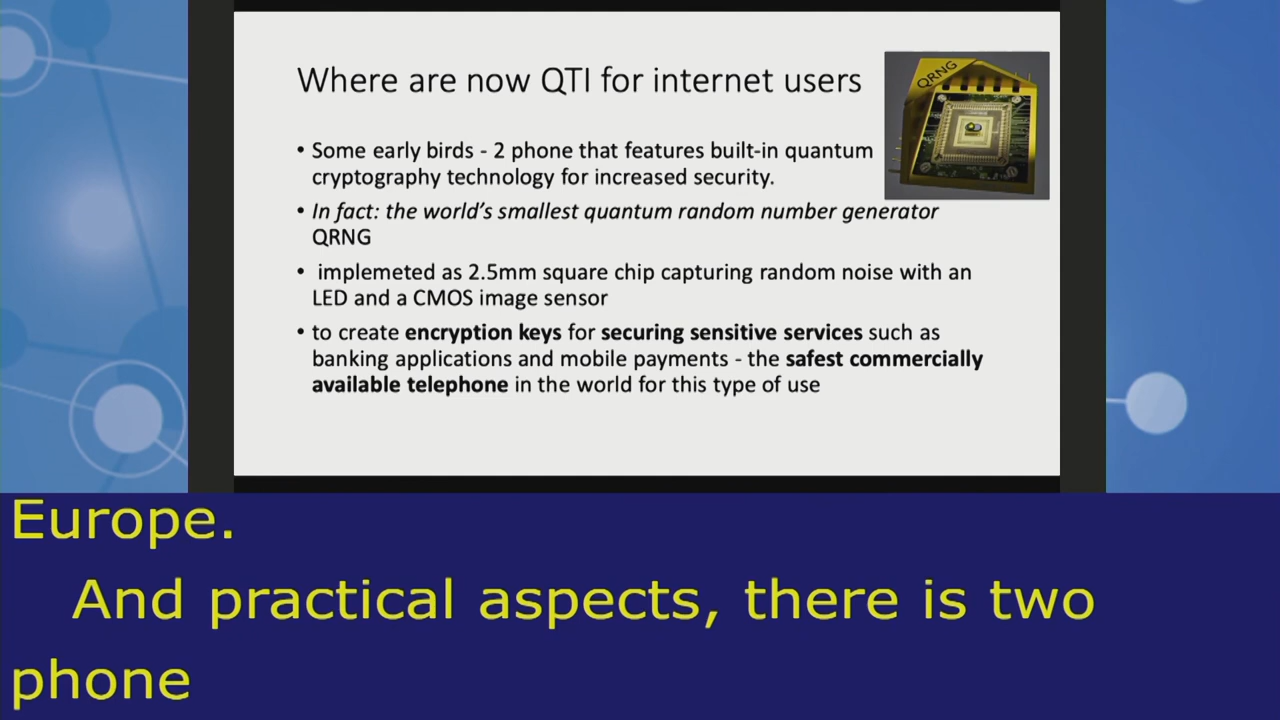 Where are now QTI for internet users
QRNG
• Some early birds - 2 phone that features built-in quantum
cryptography technology for increased security.
• In fact: the world's smallest quantum random number generator
QRNG
• implemeted as 2.5mm square chip capturing random noise with an
LED and a CMOS image sensor
• to create encryption keys for securing sensitive services such as
banking applications and mobile payments - the safest commercially
available telephone in the world for this type of use
Europe.
And practical aspects, there is two
phone